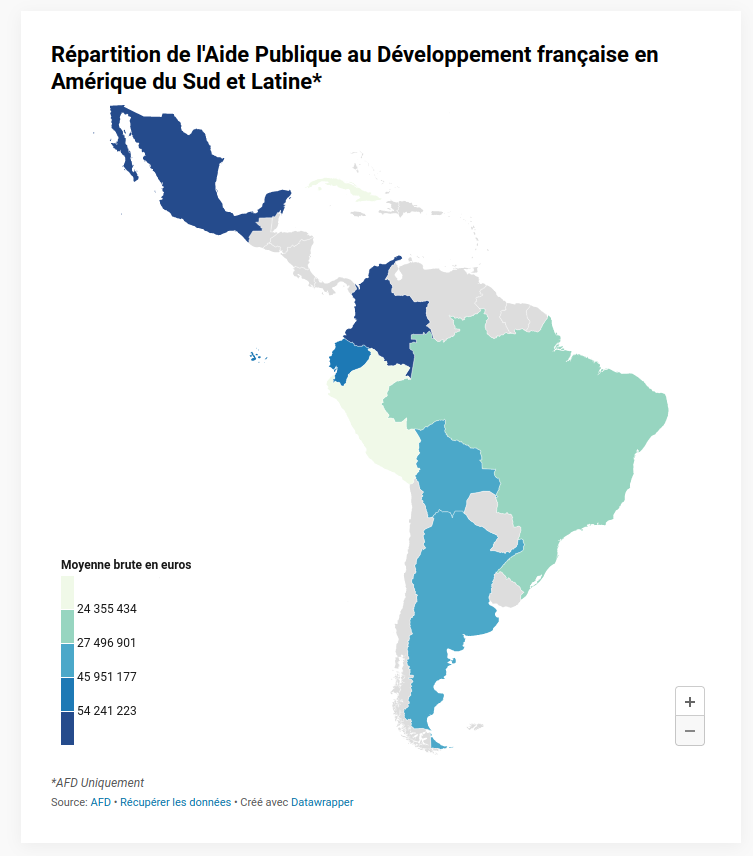 Répartition de l'Aide Publique au Développement française en
Amérique du Sud et Latine*
Moyenne brute en euros
24 355 434
27 496 901
45 951 177
54 241 223
+
−
*AFD Uniquement
Source: AFD • Récupérer les données • Créé avec Datawrapper